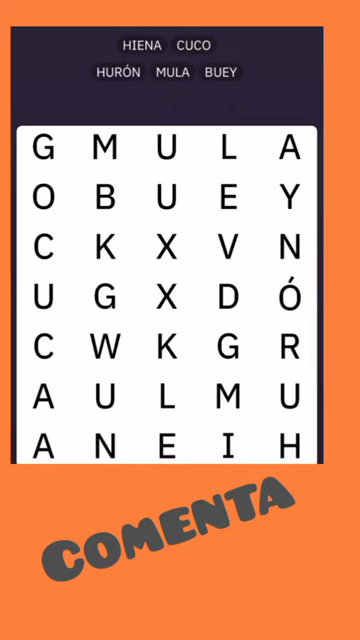 HIENA CUCO
HURÓN MULA BUEY
G M U L A
O B U E Y
C K X V N
U G X D Ó
C W K G R
A U L M U
A N E I H
COMENTA